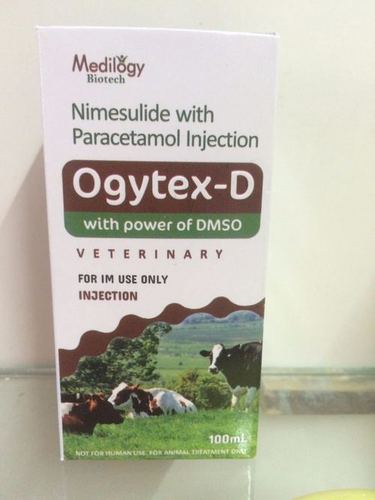 Medilogy
Biotech
Nimesulide with
Paracetamol Injection
Ogytex-D
with power of DMSO
VETERINARY
FOR IM USE ONLY
INJECTION
100mL
NOT FOR HUMAN USE. FOR ANIMAL TREATMENT ONLY